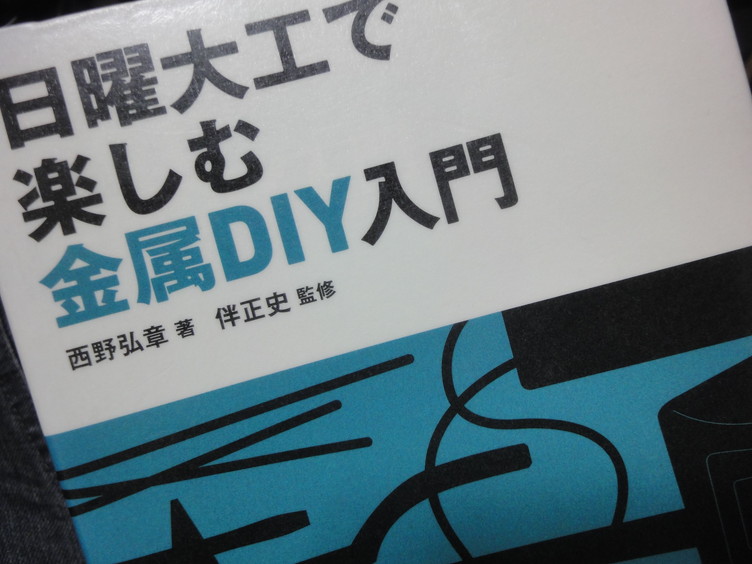 日曜大工で
楽しむ
金属DIY入門
西野弘章 著 伴正史 監修